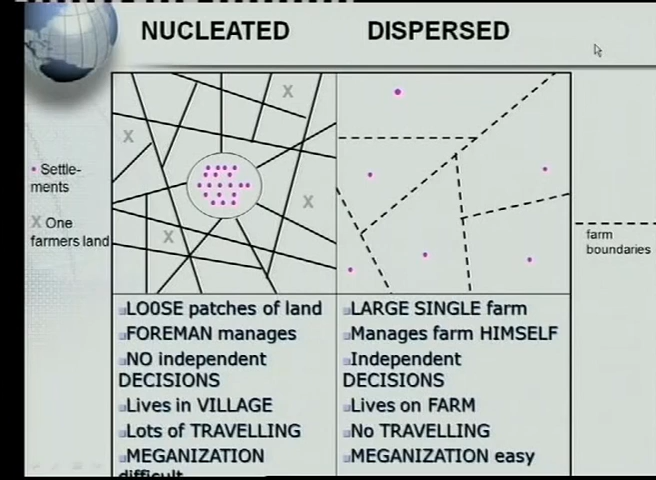 NUCLEATED DISPERSED
X
X
• Settle-
ments
X One
farmers land
X
X
farm
boundaries
LOOSE patches of land
FOREMAN manages
NO independent
DECISIONS
Lives in VILLAGE
Lots of TRAVELLING
MEGANIZATION
difficult
LARGE SINGLE farm
Manages farm HIMSELF
Independent
DECISIONS
Lives on FARM
No TRAVELLING
MEGANIZATION easy